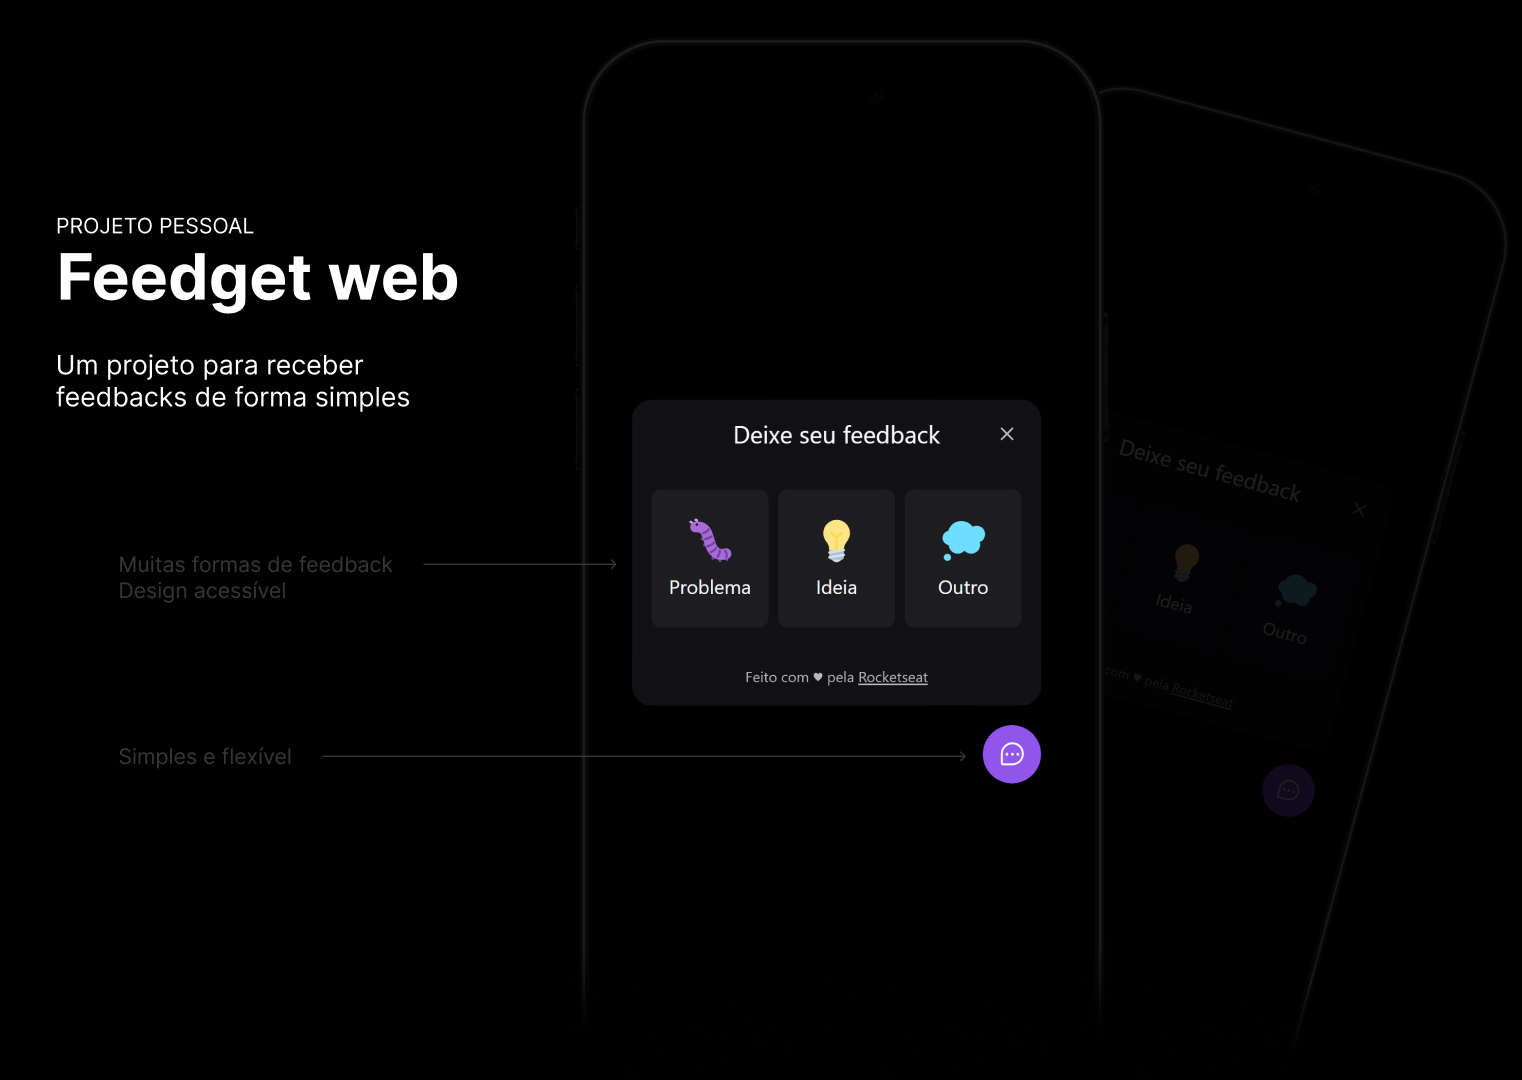 PROJETO PESSOAL
Feedget web
Um projeto para receber
feedbacks de forma simples
Muitas formas de feedback
Design acessível
Simples e flexível
Deixe seu feedback
Problema
Ideia
Outro
Feito com ♥ pela Rocketseat
Deixe seu feedback
Ideia
Outro
com ♥ pela Rocketseat